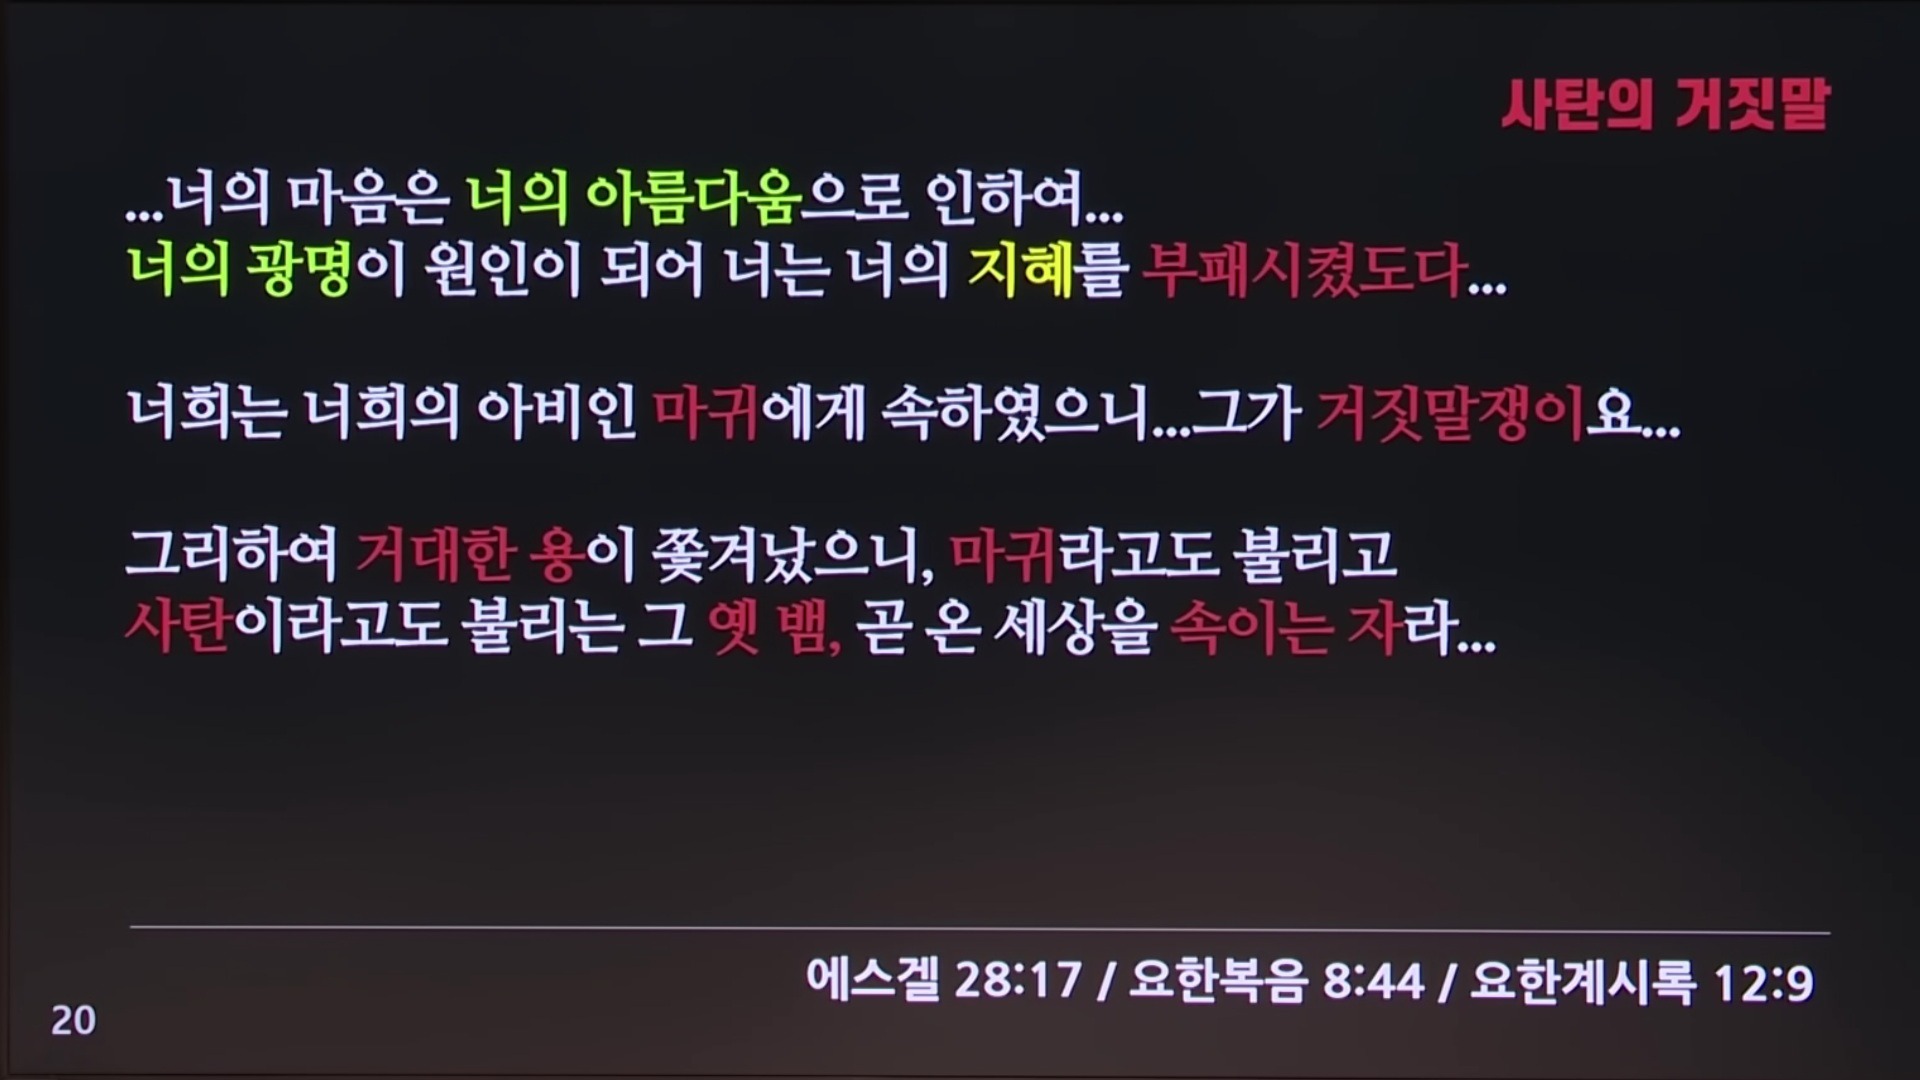 사탄의 거짓말
...너의 마음은 너의 아름다움으로 인하여...
너의 광명이 원인이 되어 너는 너의 지혜를 부패시켰도다...
너희는 너희의 아비인 마귀에게 속하였으니...그가 거짓말쟁이요...
그리하여 거대한 용이 쫓겨났으니, 마귀라고도 불리고
사탄이라고도 불리는 그 옛 뱀, 곧 온 세상을 속이는 자라...
에스겔 28:17 / 요한복음 8:44 / 요한계시록 12:9
20